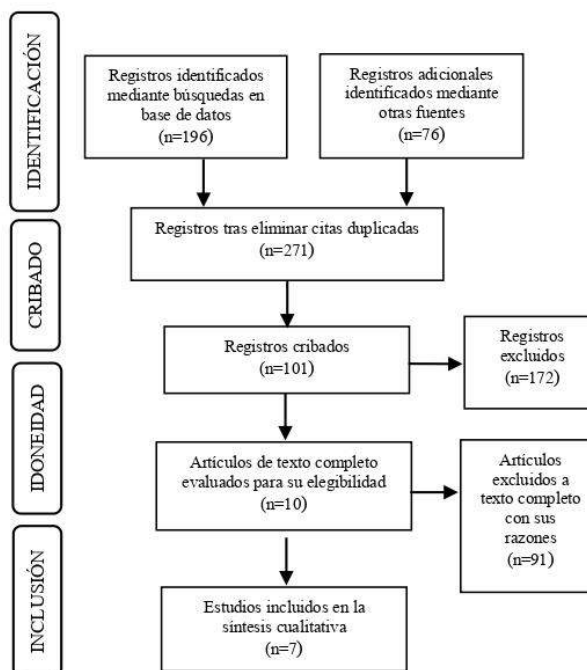 IDENTIFICACIÓN
Registros identificados
mediante búsquedas en
base de datos
(n=196)
Registros adicionales
identificados mediante
otras fuentes
(n=76)
CRIBADO
Registros tras eliminar citas duplicadas
(n=271)
Registros cribados
(n=101)
Registros
excluidos
(n=172)
IDONEIDAD
Artículos de texto completo
evaluados para su elegibilidad
(n=10)
Artículos
excluidos a
texto completo
con sus
razones
(n=91)
INCLUSIÓN
Estudios incluidos en la
síntesis cualitativa
(n=7)